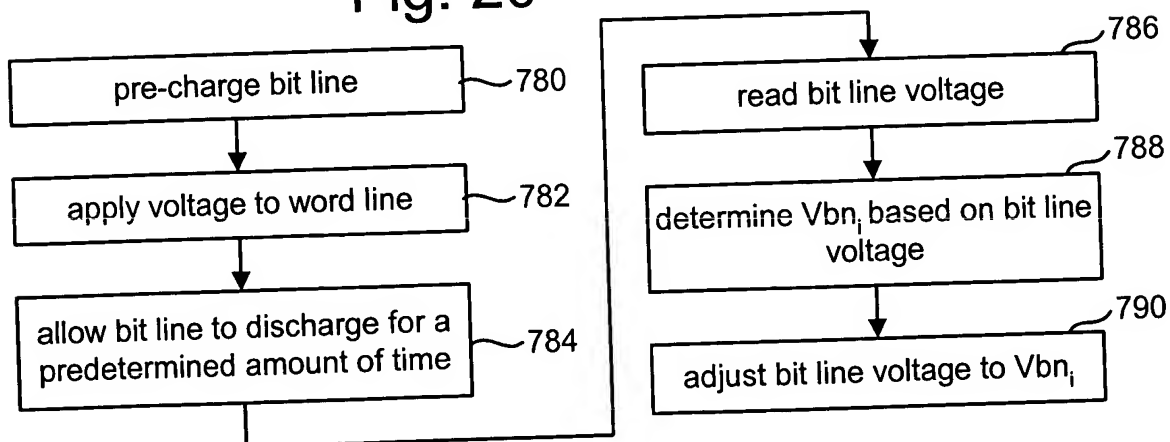 pre-charge bit line
780
apply voltage to word line
782
allow bit line to discharge for a
predetermined amount of time
784
786
read bit line voltage
788
determine Vbnᵢ based on bit line
voltage
790
adjust bit line voltage to Vbnᵢ